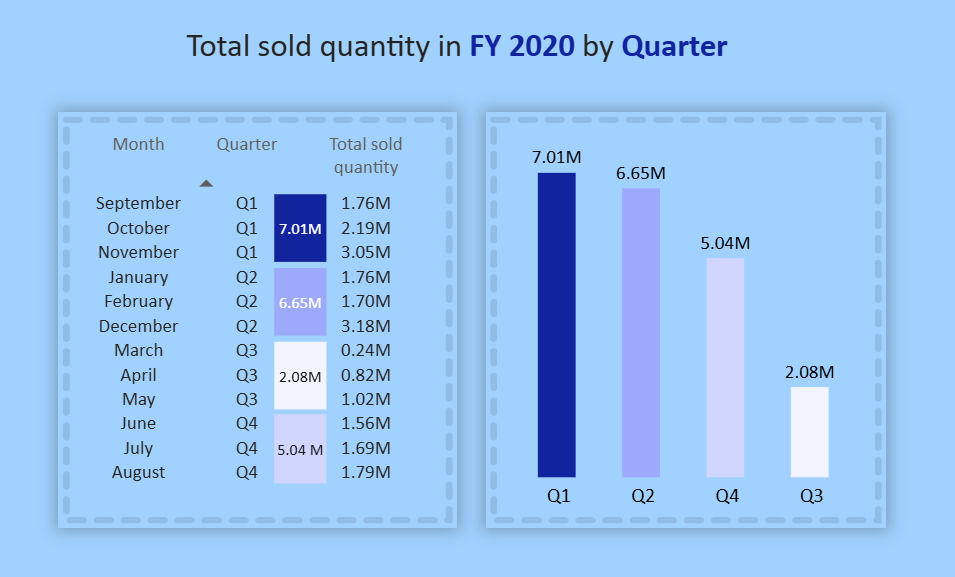 Total sold quantity in FY 2020 by Quarter
Month Quarter Total sold quantity
September Q1 1.76M
October Q1 7.01M 2.19M
November Q1 3.05M
January Q2 1.76M
February Q2 6.65M 1.70M
December Q2 3.18M
March Q3 0.24M
April Q3 2.08M 0.82M
May Q3 1.02M
June Q4 1.56M
July Q4 5.04 M 1.69M
August Q4 1.79M
7.01M
6.65M
5.04M
2.08M
Q1 Q2 Q4 Q3